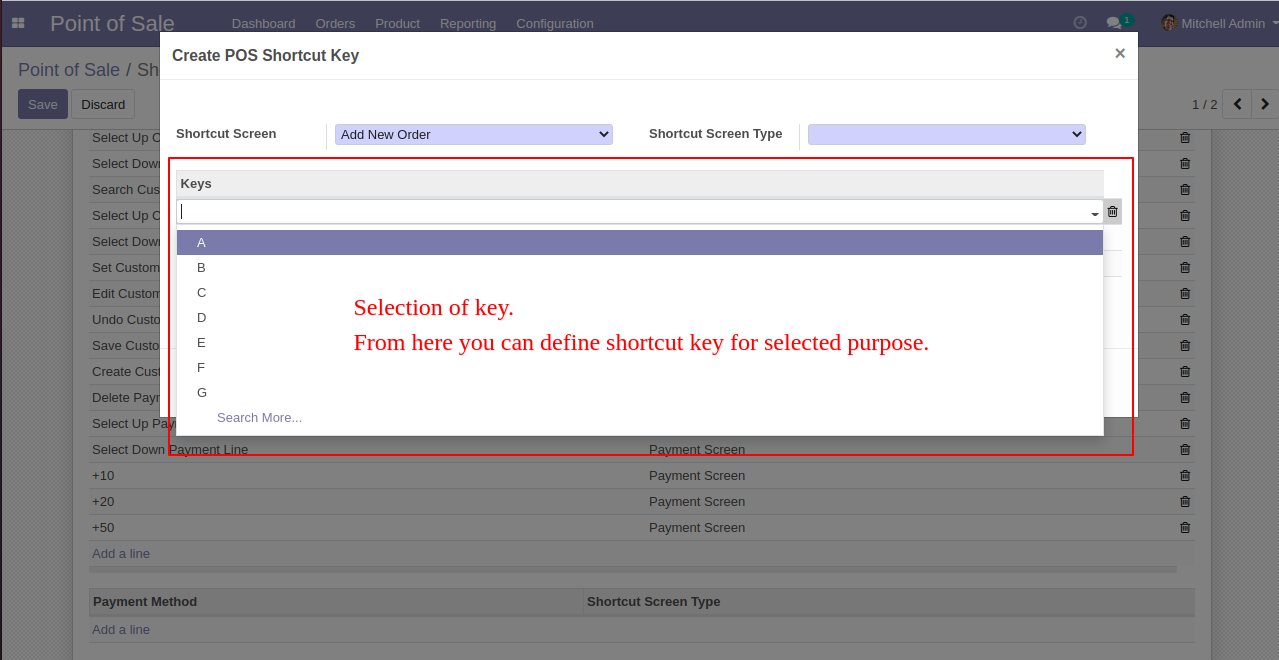 Point of Sale Dashboard Orders Product Reporting Configuration 1 Mitchell Admin
Create POS Shortcut Key ×
Point of Sale / Sh
Save Discard 1 / 2
Shortcut Screen Add New Order Shortcut Screen Type
Select Up C
Select Down
Search Cus
Select Up C
Select Down
Set Custom
Edit Custom
Undo Custo
Save Custo
Create Cust
Delete Paym
Select Up Pay
Keys
A
B
C
D
E
F
G
Search More...
Selection of key.
From here you can define shortcut key for selected purpose.
Select Down Payment Line Payment Screen
+10 Payment Screen
+20 Payment Screen
+50 Payment Screen
Add a line
Payment Method Shortcut Screen Type
Add a line